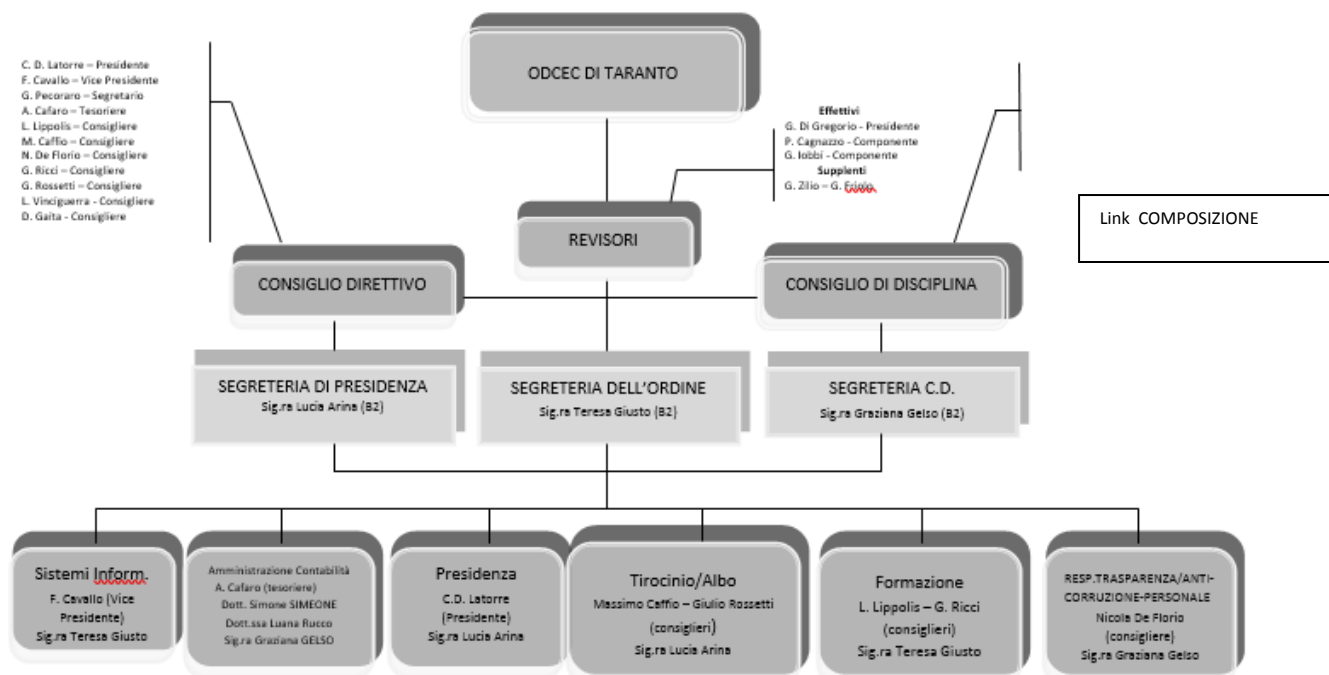 ODCEC DI TARANTO
C. D. Latorre – Presidente
F. Cavallo – Vice Presidente
G. Pecoraro – Segretario
A. Cafaro – Tesoriere
L. Lippolis – Consigliere
M. Caffio – Consigliere
N. De Florio – Consigliere
G. Ricci – Consigliere
G. Rossetti – Consigliere
L. Vinciguerra - Consigliere
D. Gaita - Consigliere
Effettivi
G. Di Gregorio - Presidente
P. Cagnazzo - Componente
G. Iobbi - Componente
Supplenti
G. Zilio – G. Friolo
Link COMPOSIZIONE
REVISORI
CONSIGLIO DIRETTIVO
CONSIGLIO DI DISCIPLINA
SEGRETERIA DI PRESIDENZA
Sig.ra Lucia Arina (B2)
SEGRETERIA DELL'ORDINE
Sig.ra Teresa Giusto (B2)
SEGRETERIA C.D.
Sig.ra Graziana Gelso (B2)
Sistemi Inform.
F. Cavallo (Vice
Presidente)
Sig.ra Teresa Giusto
Amministrazione Contabilità
A. Cafaro (tesoriere)
Dott. Simone SIMEONE
Dott.ssa Luana Rucco
Sig.ra Graziana GELSO
Presidenza
C.D. Latorre
(Presidente)
Sig.ra Lucia Arina
Tirocinio/Albo
Massimo Caffio – Giulio Rossetti
(consiglieri)
Sig.ra Lucia Arina
Formazione
L. Lippolis – G. Ricci
(consiglieri)
Sig.ra Teresa Giusto
RESP.TRASPARENZA/ANTI-
CORRUZIONE-PERSONALE
Nicola De Florio
(consigliere)
Sig.ra Graziana Gelso